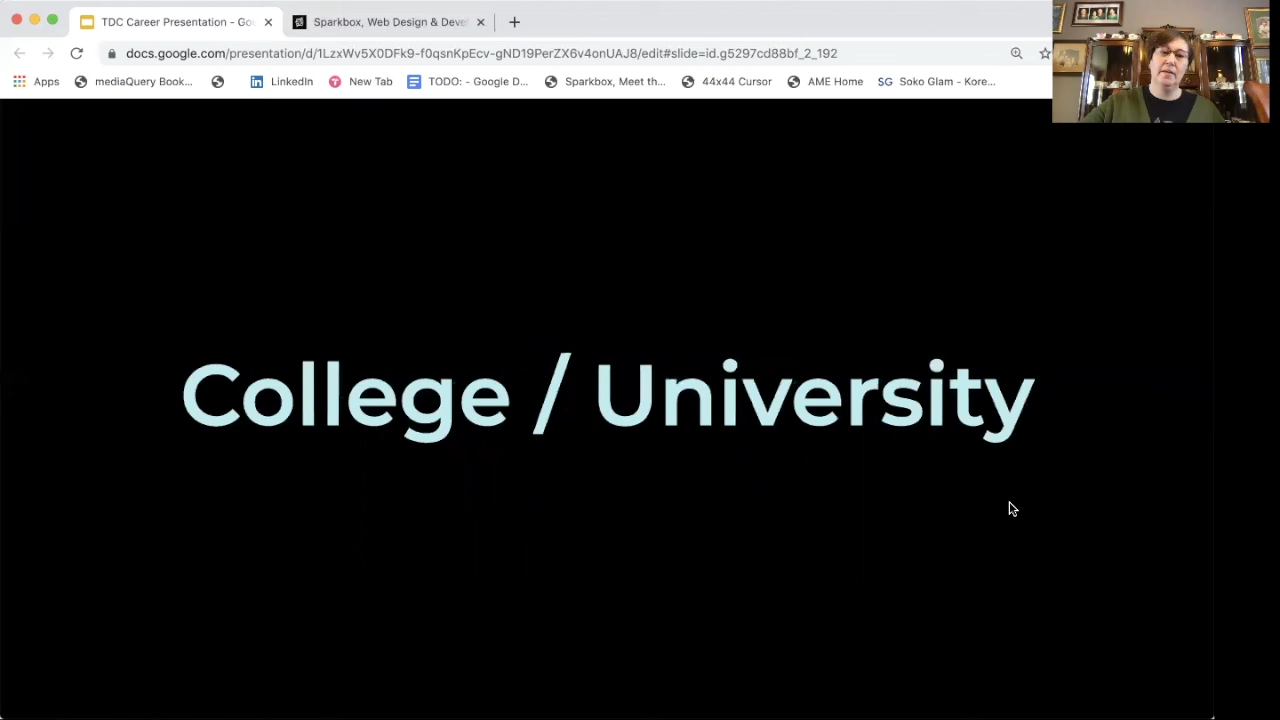 TDC Career Presentation - Goo
Sparkbox, Web Design & Deve
docs.google.com/presentation/d/1LzxWv5X0DFk9-f0qsnKpEcv-gND19PerZX6v4onUAJ8/edit#slide=id.g5297cd88bf_2_192
Apps mediaQuery Book... LinkedIn New Tab TODO: - Google D... Sparkbox, Meet th... 44x44 Cursor AME Home SG Soko Glam - Kore...
College / University